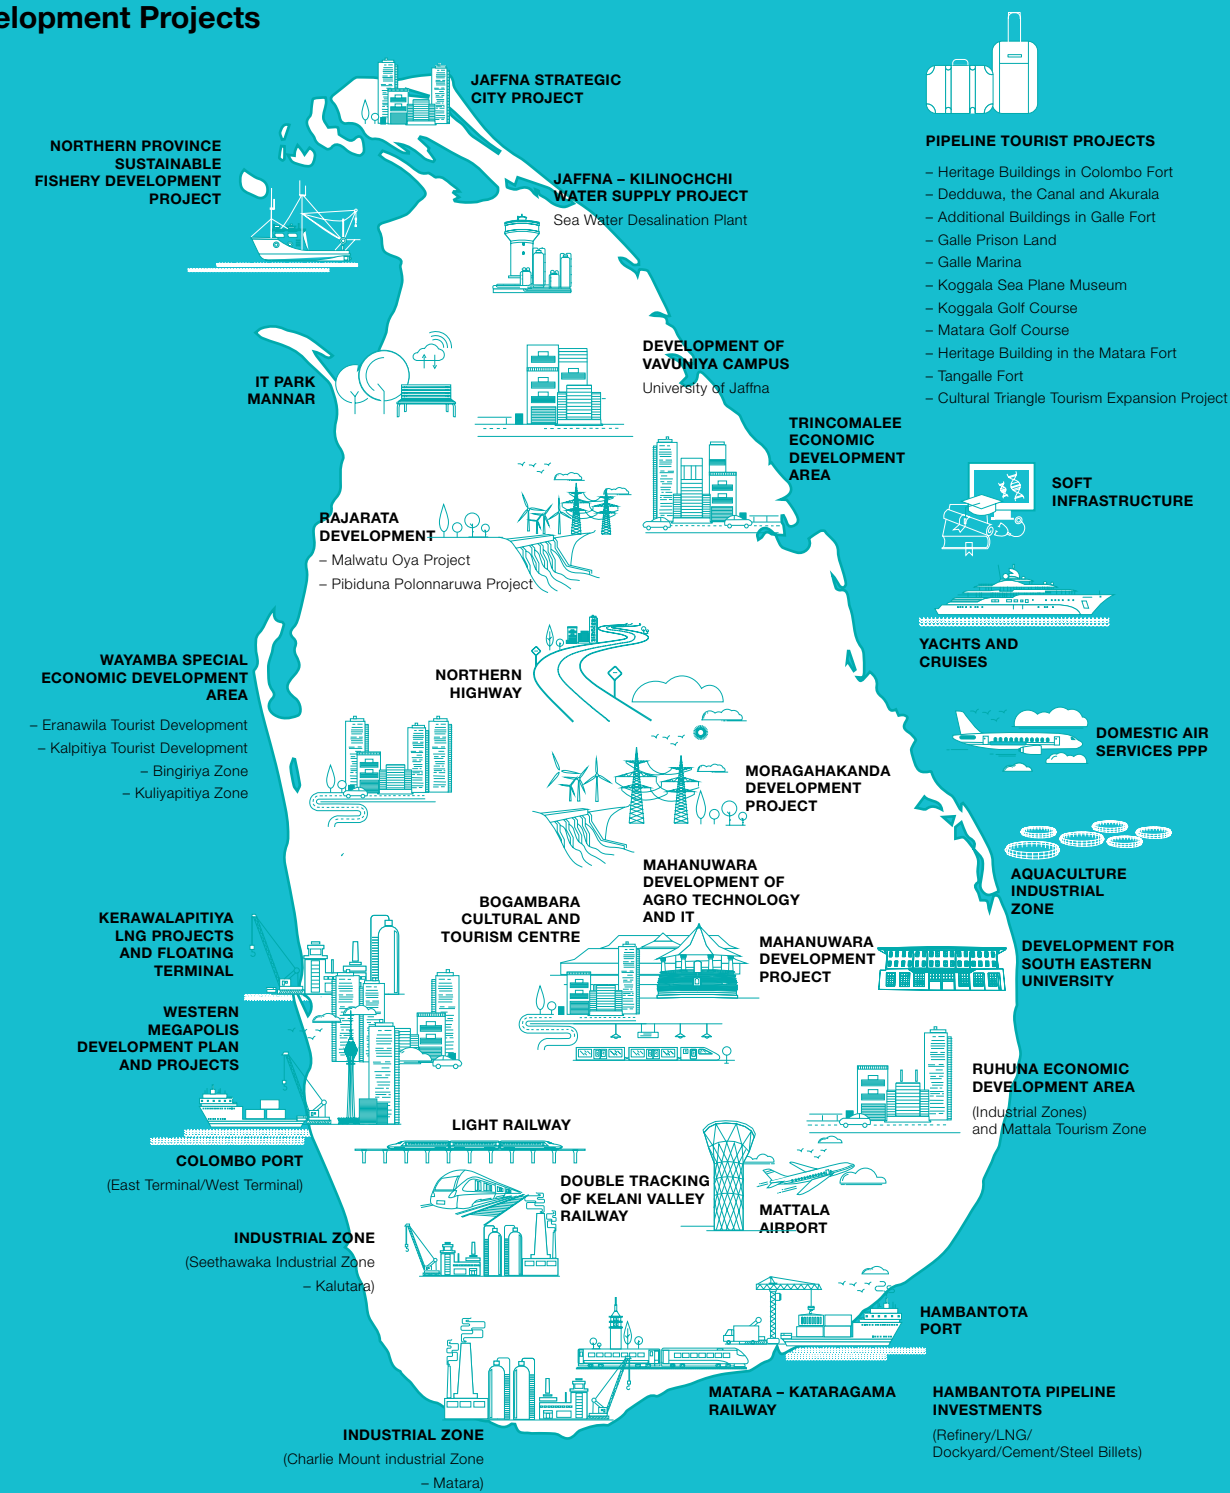 elopment Projects
JAFFNA STRATEGIC
CITY PROJECT
NORTHERN PROVINCE
SUSTAINABLE
FISHERY DEVELOPMENT
PROJECT
JAFFNA – KILINOCHCHI
WATER SUPPLY PROJECT
Sea Water Desalination Plant
PIPELINE TOURIST PROJECTS
– Heritage Buildings in Colombo Fort
– Dedduwa, the Canal and Akurala
– Additional Buildings in Galle Fort
– Galle Prison Land
– Galle Marina
– Koggala Sea Plane Museum
– Koggala Golf Course
– Matara Golf Course
– Heritage Building in the Matara Fort
– Tangalle Fort
– Cultural Triangle Tourism Expansion Project
DEVELOPMENT OF
VAVUNIYA CAMPUS
University of Jaffna
IT PARK
MANNAR
TRINCOMALEE
ECONOMIC
DEVELOPMENT
AREA
SOFT
INFRASTRUCTURE
RAJARATA
DEVELOPMENT
– Malwatu Oya Project
– Pibiduna Polonnaruwa Project
YACHTS AND
CRUISES
WAYAMBA SPECIAL
ECONOMIC DEVELOPMENT
AREA
– Eranawila Tourist Development
– Kalpitiya Tourist Development
– Bingiriya Zone
– Kuliyapitiya Zone
NORTHERN
HIGHWAY
DOMESTIC AIR
SERVICES PPP
MORAGAHAKANDA
DEVELOPMENT
PROJECT
MAHANUWARA
DEVELOPMENT OF
AGRO TECHNOLOGY
AND IT
AQUACULTURE
INDUSTRIAL
ZONE
BOGAMBARA
CULTURAL AND
TOURISM CENTRE
KERAWALAPITIYA
LNG PROJECTS
AND FLOATING
TERMINAL
MAHANUWARA
DEVELOPMENT
PROJECT
DEVELOPMENT FOR
SOUTH EASTERN
UNIVERSITY
WESTERN
MEGAPOLIS
DEVELOPMENT PLAN
AND PROJECTS
RUHUNA ECONOMIC
DEVELOPMENT AREA
(Industrial Zones)
and Mattala Tourism Zone
LIGHT RAILWAY
COLOMBO PORT
(East Terminal/West Terminal)
DOUBLE TRACKING
OF KELANI VALLEY
RAILWAY
MATTALA
AIRPORT
INDUSTRIAL ZONE
(Seethawaka Industrial Zone
– Kalutara)
HAMBANTOTA
PORT
MATARA – KATARAGAMA
RAILWAY
HAMBANTOTA PIPELINE
INVESTMENTS
(Refinery/LNG/
Dockyard/Cement/Steel Billets)
INDUSTRIAL ZONE
(Charlie Mount industrial Zone
– Matara)